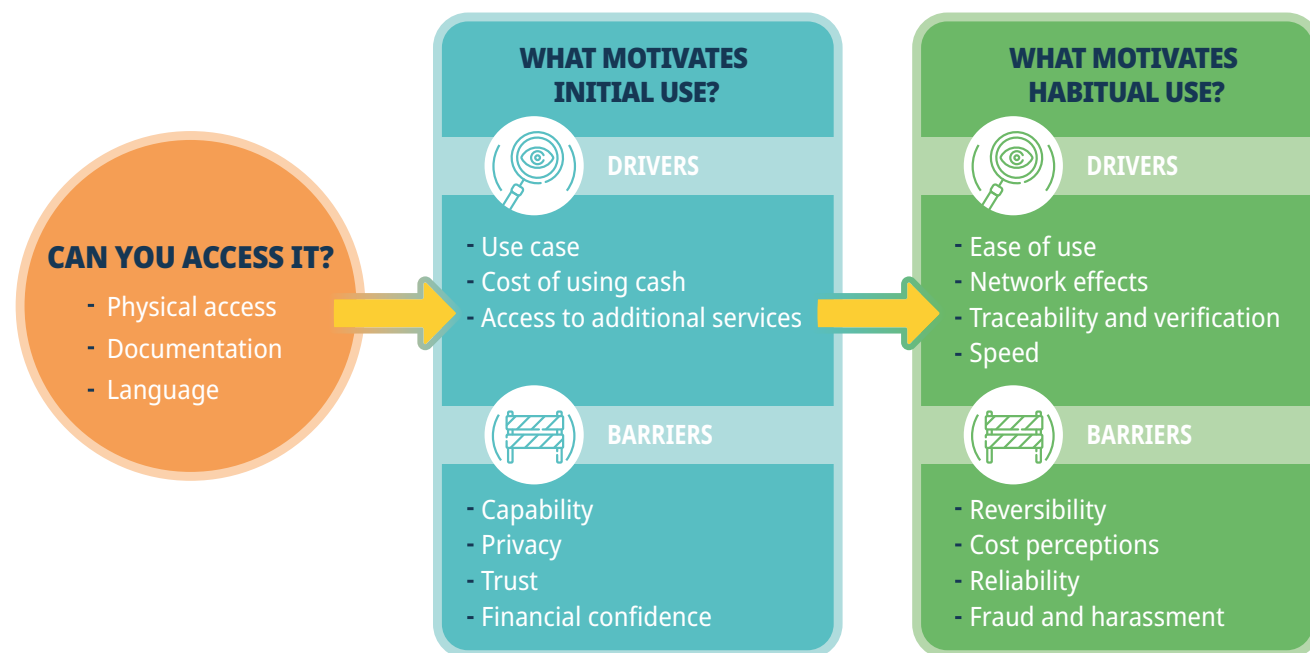 CAN YOU ACCESS IT?
- Physical access
- Documentation
- Language
WHAT MOTIVATES
INITIAL USE?
DRIVERS
- Use case
- Cost of using cash
- Access to additional services
BARRIERS
- Capability
- Privacy
- Trust
- Financial confidence
WHAT MOTIVATES
HABITUAL USE?
DRIVERS
- Ease of use
- Network effects
- Traceability and verification
- Speed
BARRIERS
- Reversibility
- Cost perceptions
- Reliability
- Fraud and harassment